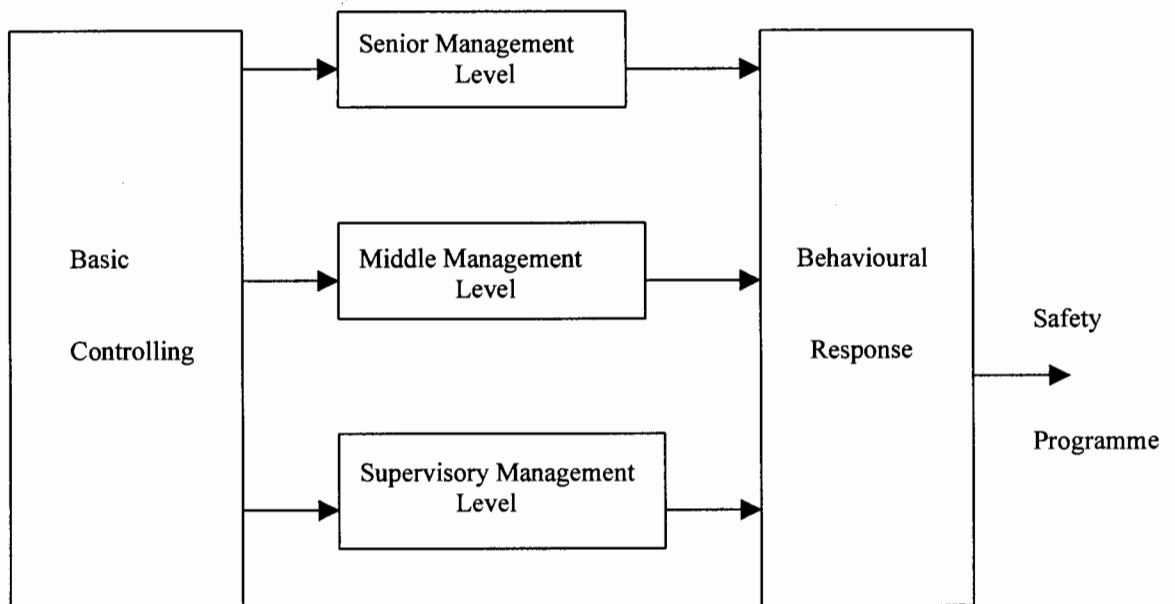 Senior Management
Level
Basic
Controlling
Middle Management
Level
Supervisory Management
Level
Behavioural
Response
Safety
Programme